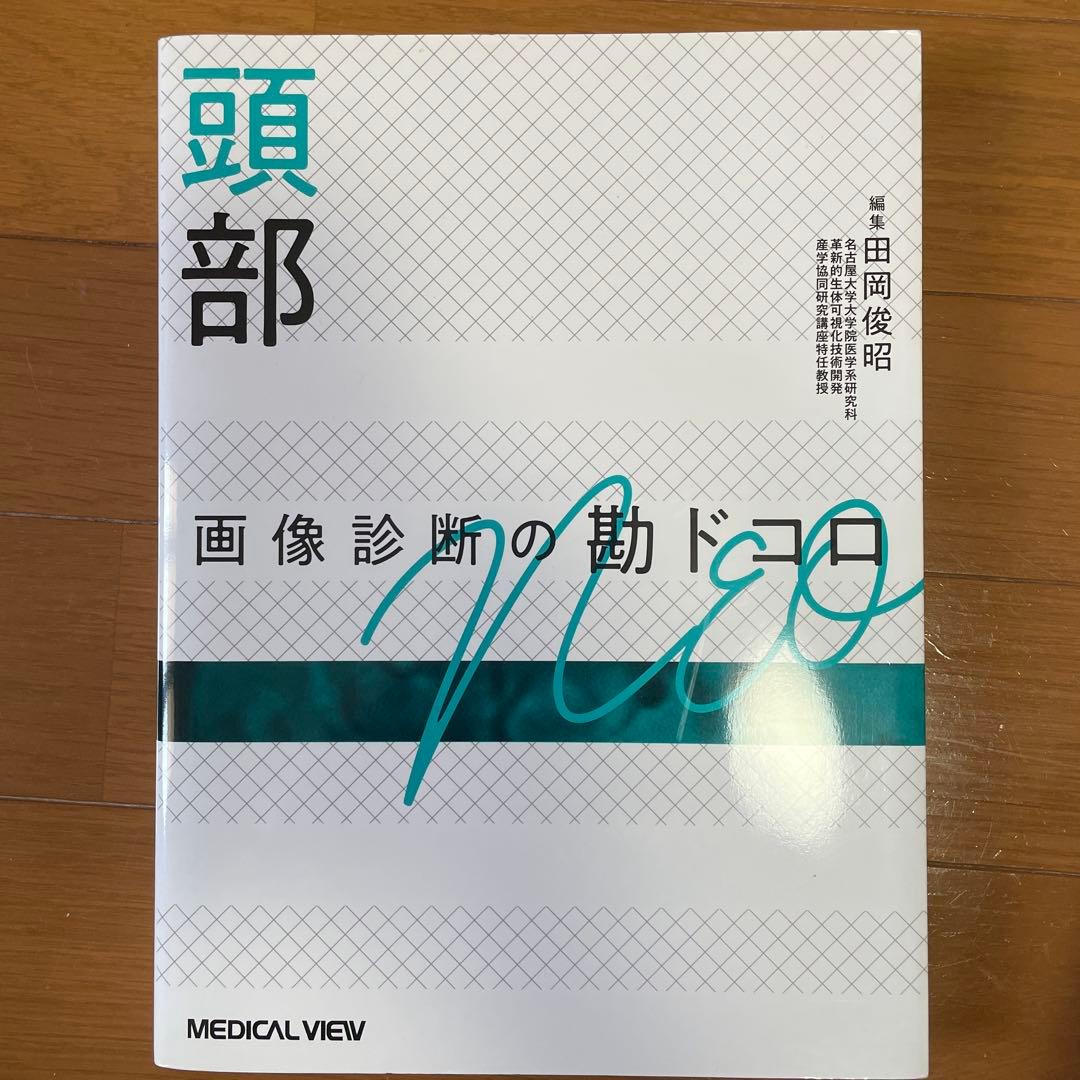 頭部
編集 田岡俊昭
名古屋大学大学院医学系研究科
革新的生体可視化技術開発
産学協同研究講座特任教授
画像診断の勘ドコロ
NEO
MEDICAL VIEW